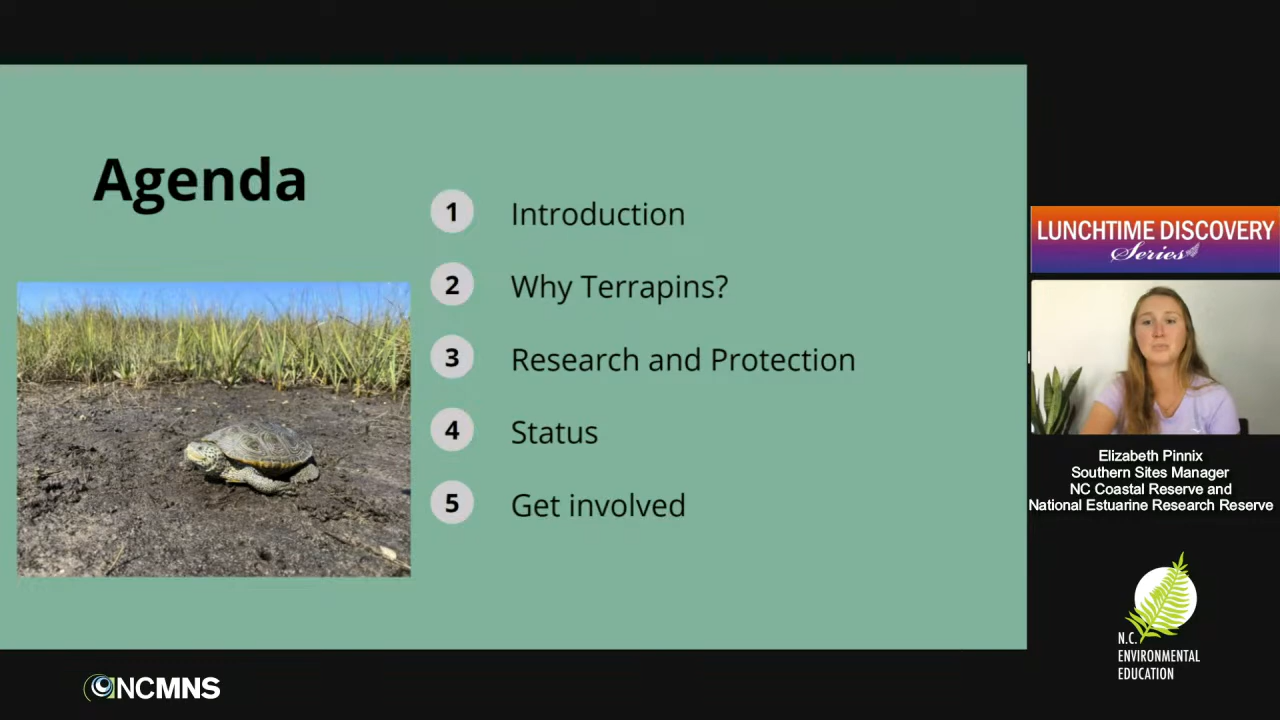 Agenda
1 Introduction
2 Why Terrapins?
3 Research and Protection
4 Status
5 Get involved
LUNCHTIME DISCOVERY
Series
Elizabeth Pinnix
Southern Sites Manager
NC Coastal Reserve and
National Estuarine Research Reserve
N.C.
ENVIRONMENTAL
EDUCATION
NCMNS